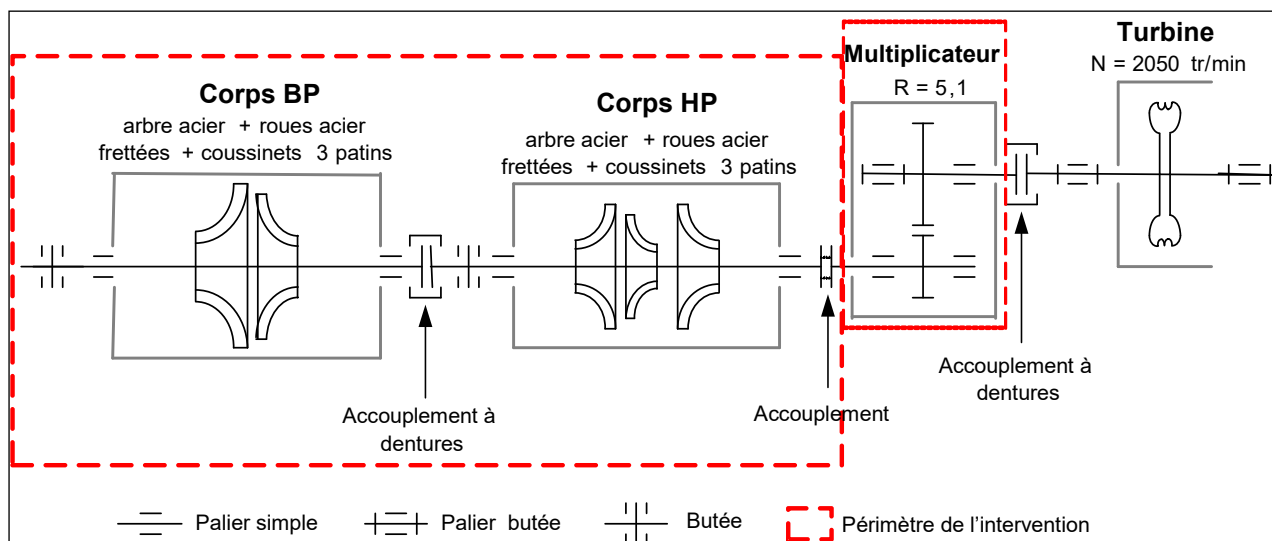 Turbine
N = 2050 tr/min
Multiplicateur
R = 5,1
Corps BP
arbre acier + roues acier
frettées + coussinets 3 patins
Corps HP
arbre acier + roues acier
frettées + coussinets 3 patins
Accouplement à
dentures
Accouplement
Accouplement à
dentures
Palier simple
Palier butée
Butée
Périmètre de l'intervention